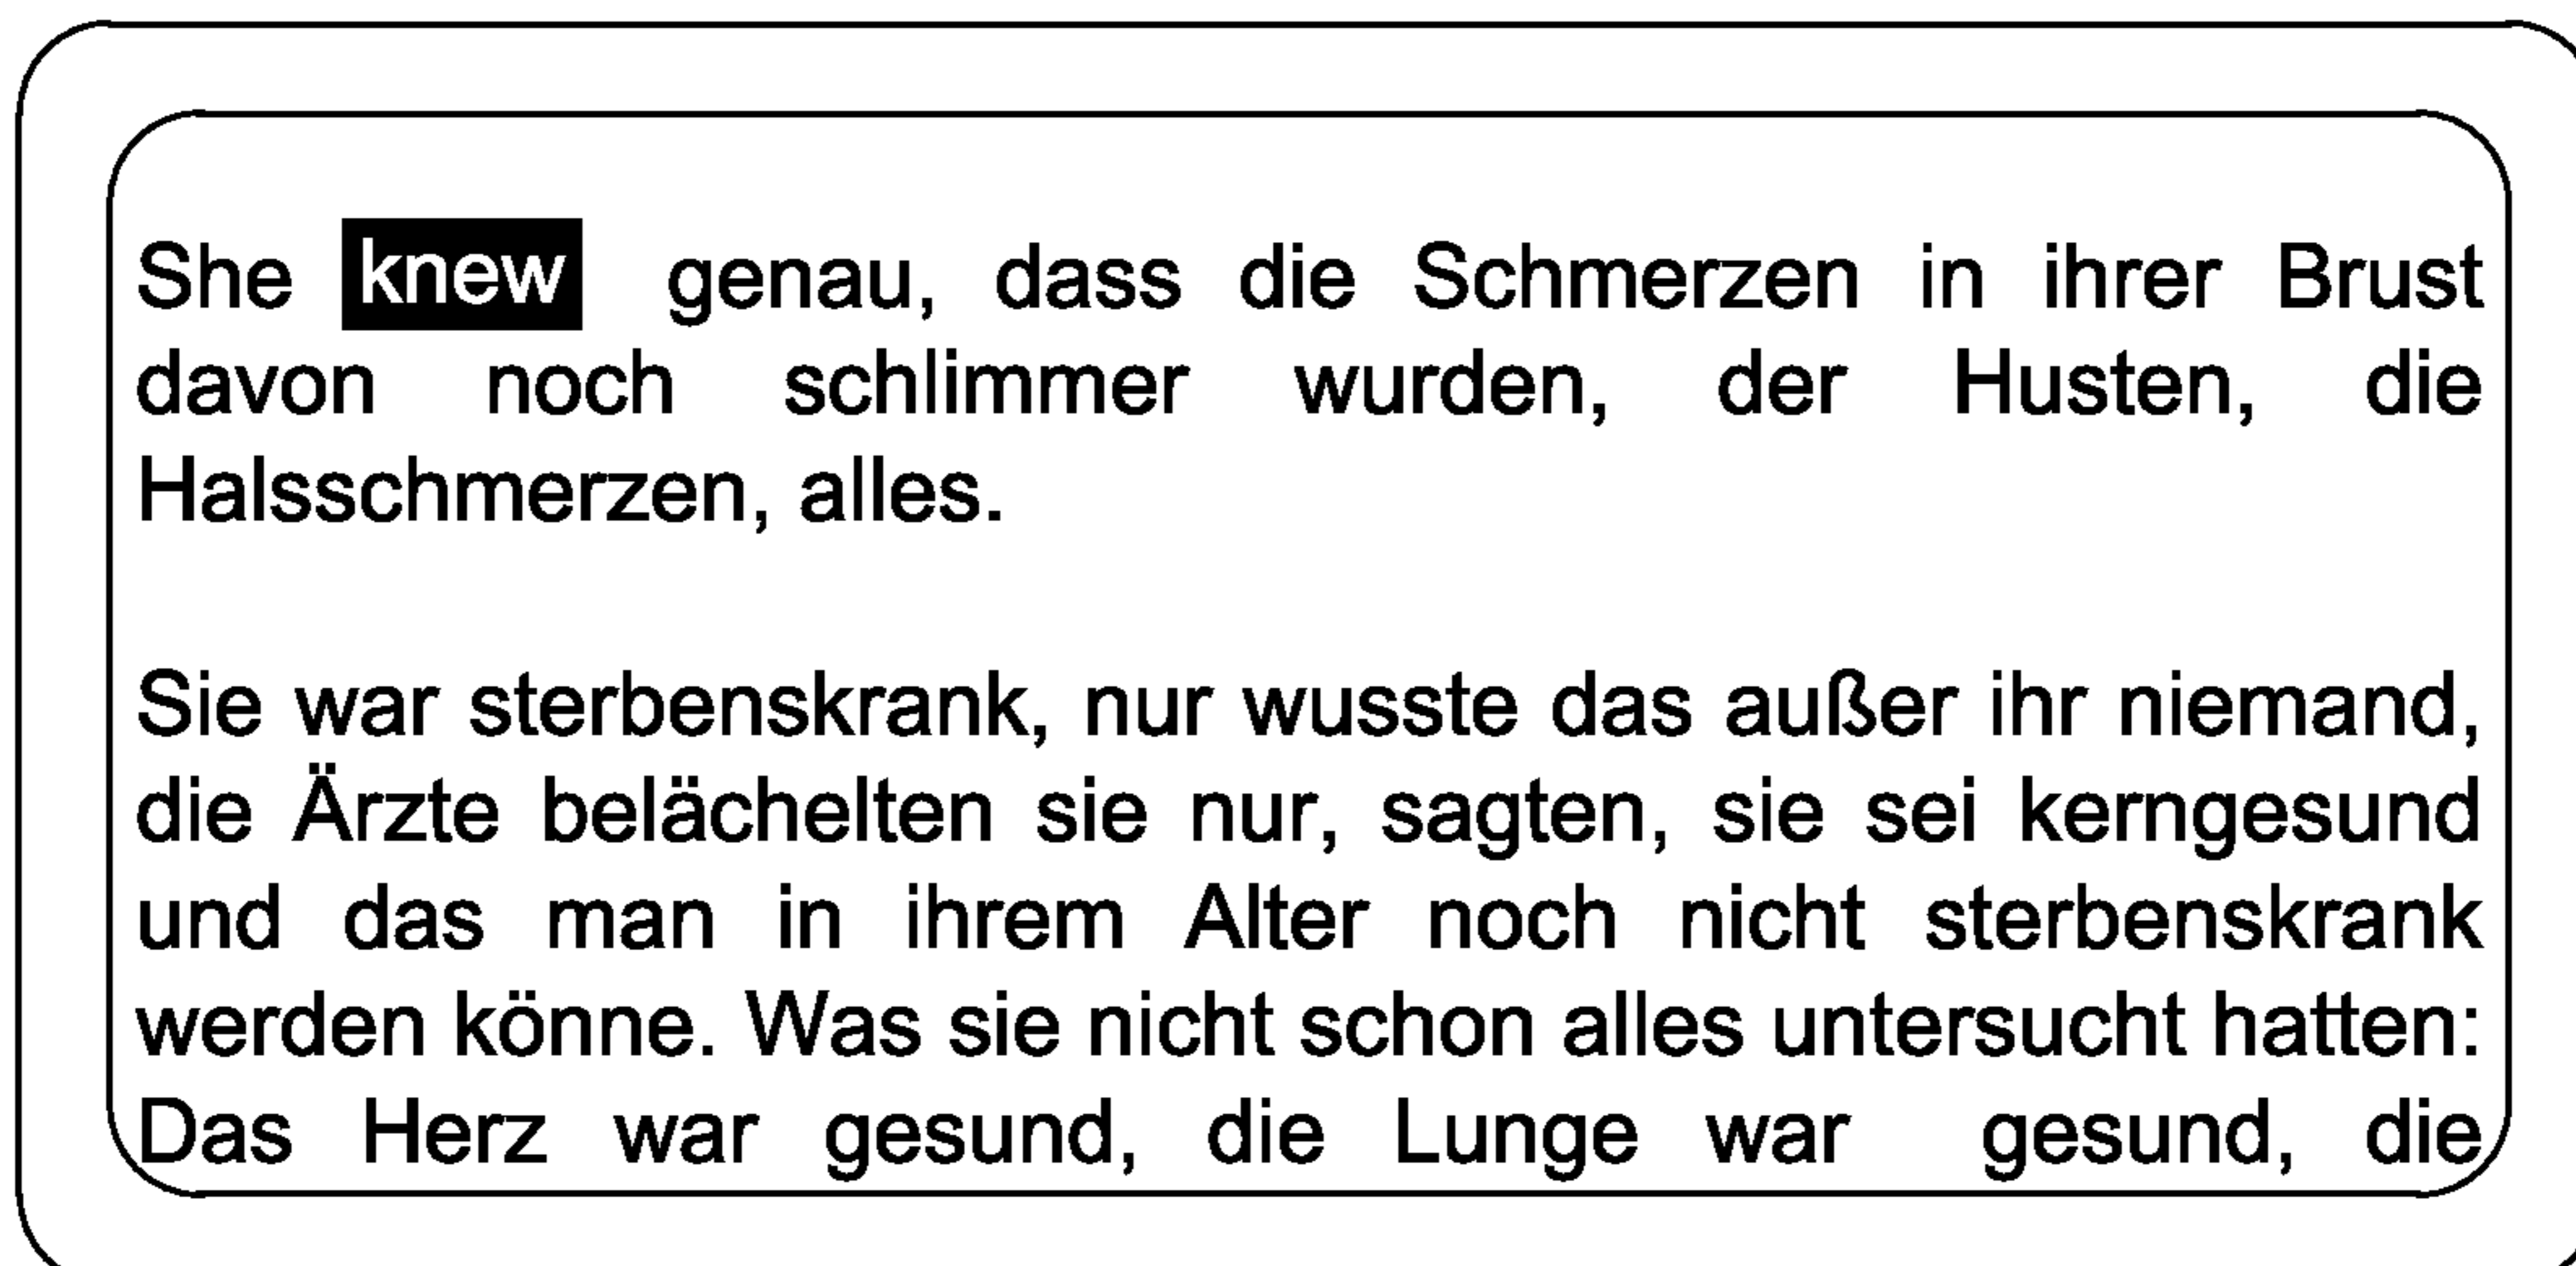 She knew genau, dass die Schmerzen in ihrer Brust
davon noch schlimmer wurden, der Husten, die
Halsschmerzen, alles.
Sie war sterbenskrank, nur wusste das außer ihr niemand,
die Ärzte belächelten sie nur, sagten, sie sei kerngesund
und das man in ihrem Alter noch nicht sterbenskrank
werden könne. Was sie nicht schon alles untersucht hatten:
Das Herz war gesund, die Lunge war gesund, die